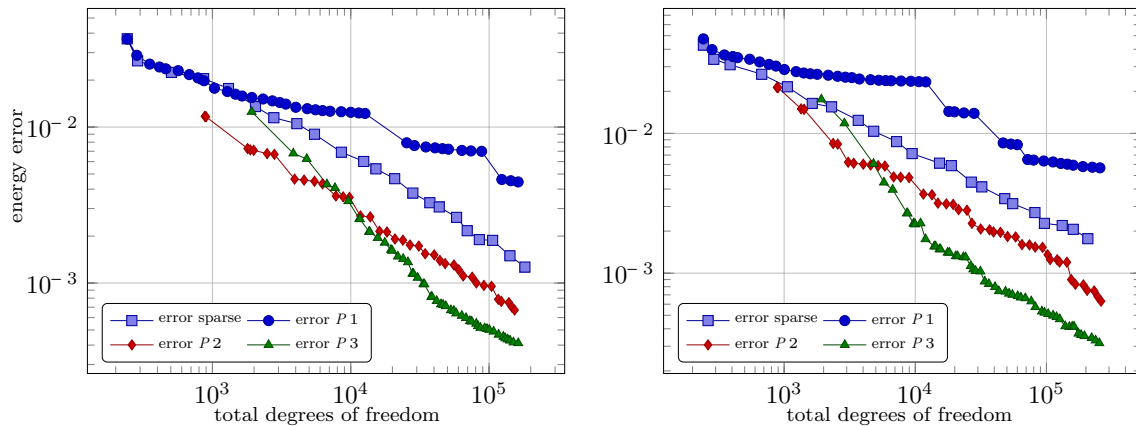 energy error
10^{-2}
10^{-3}
10^3
10^4
10^5
total degrees of freedom
error sparse
error P 1
error P 2
error P 3
10^{-2}
10^{-3}
10^3
10^4
10^5
total degrees of freedom
error sparse
error P 1
error P 2
error P 3